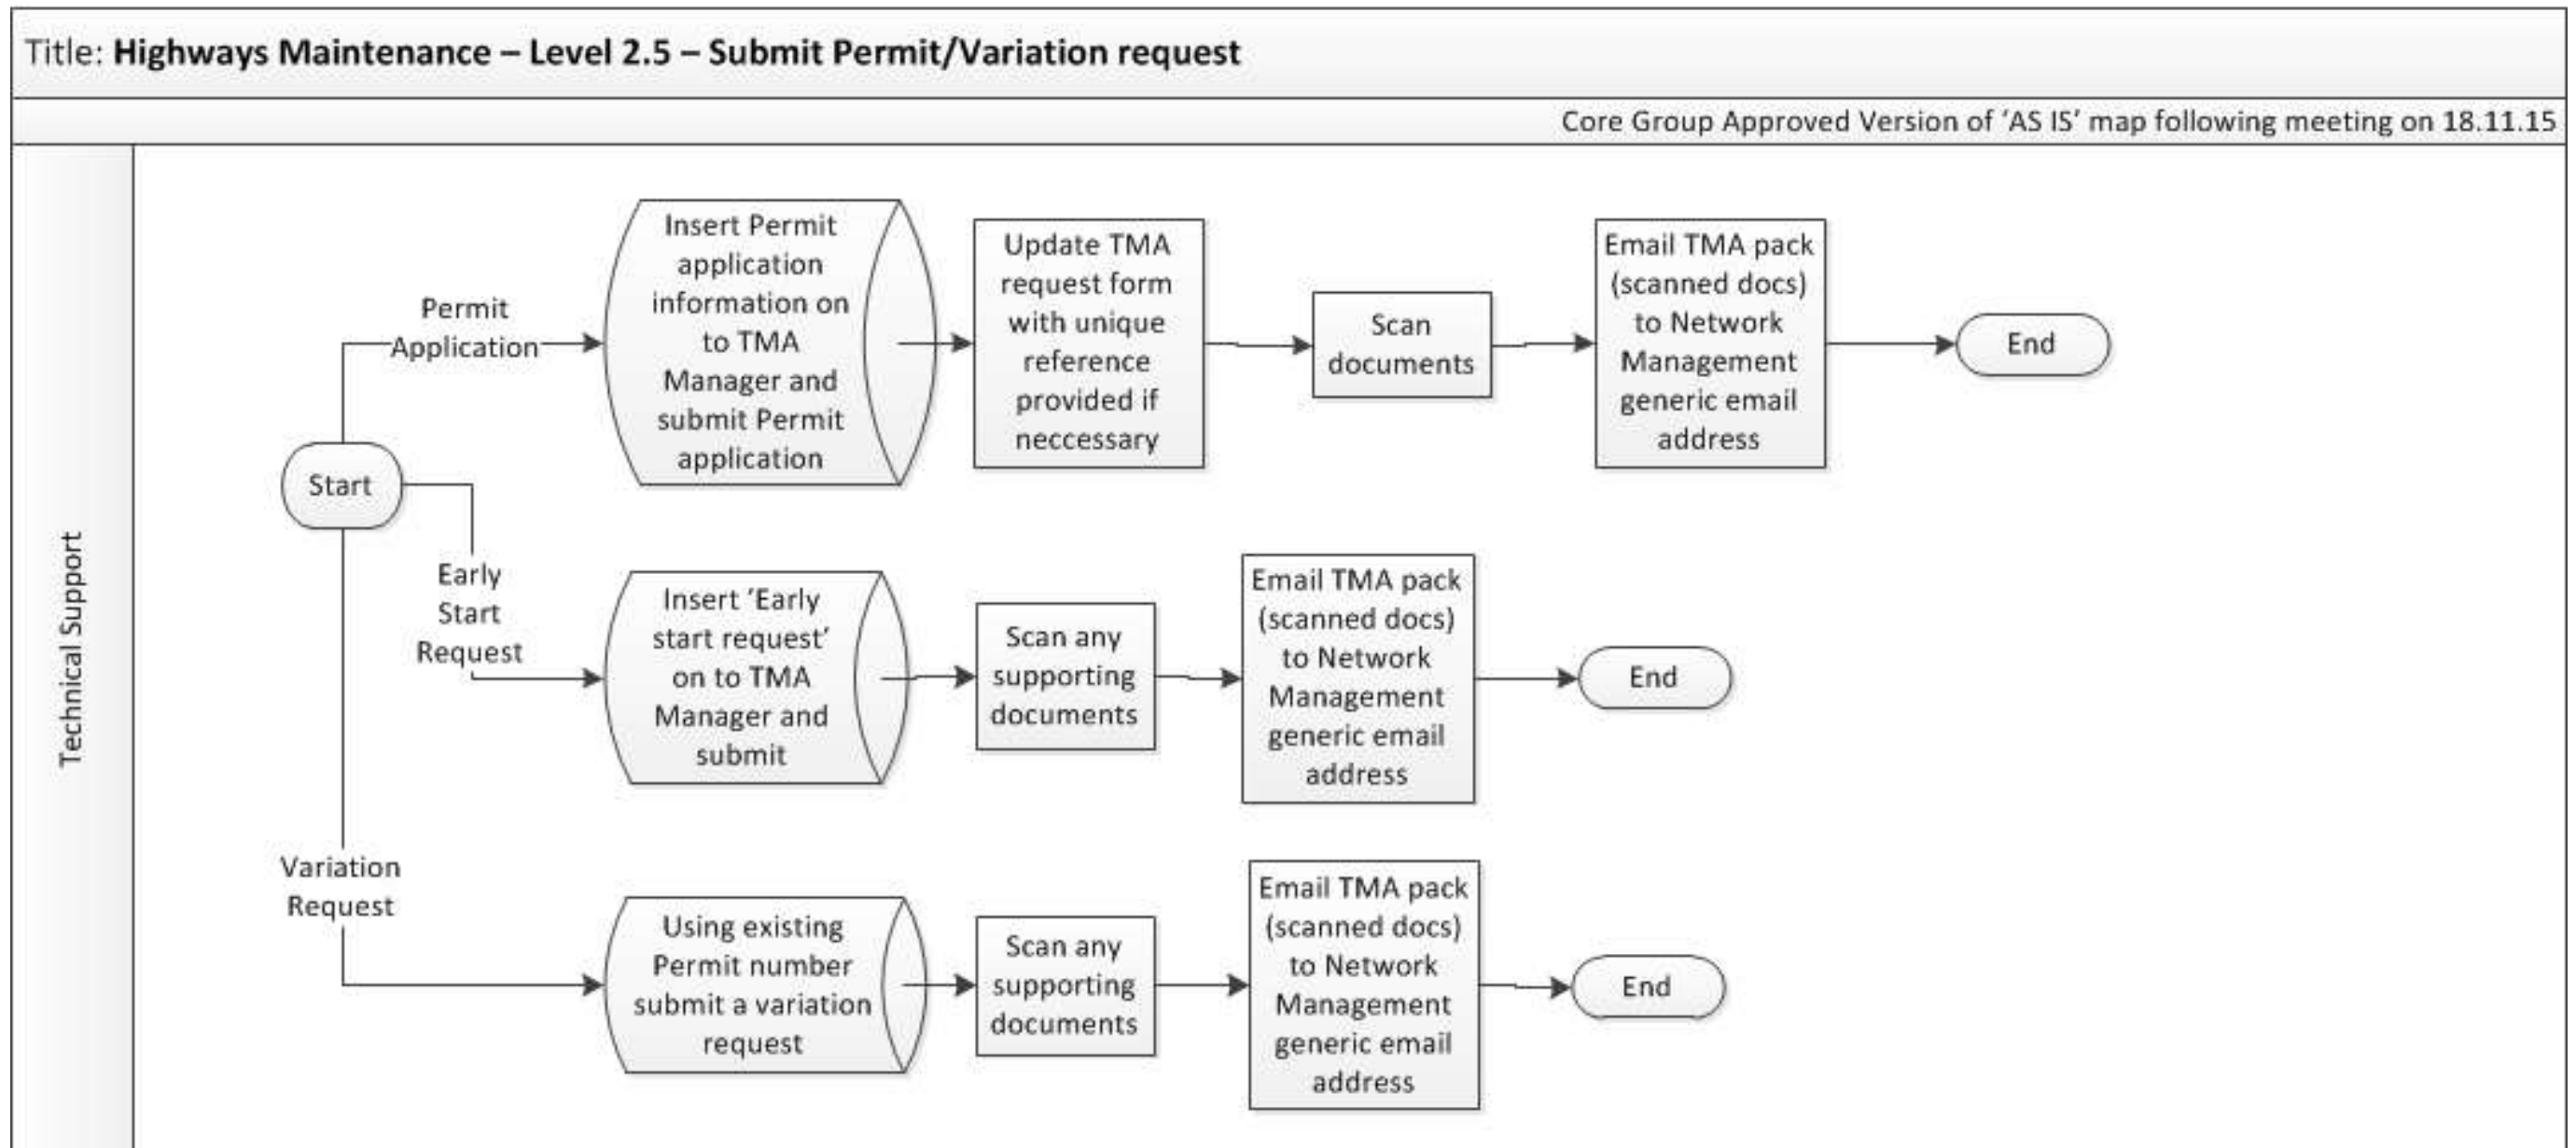 Title: Highways Maintenance – Level 2.5 – Submit Permit/Variation request
Core Group Approved Version of ‘AS IS’ map following meeting on 18.11.15
Technical Support
Start
Permit
Application
Insert Permit
application
information on
to TMA
Manager and
submit Permit
application
Update TMA
request form
with unique
reference
provided if
neccessary
Scan
documents
Email TMA pack
(scanned docs)
to Network
Management
generic email
address
End
Early
Start
Request
Insert ‘Early
start request’
on to TMA
Manager and
submit
Scan any
supporting
documents
Email TMA pack
(scanned docs)
to Network
Management
generic email
address
End
Variation
Request
Using existing
Permit number
submit a variation
request
Scan any
supporting
documents
Email TMA pack
(scanned docs)
to Network
Management
generic email
address
End